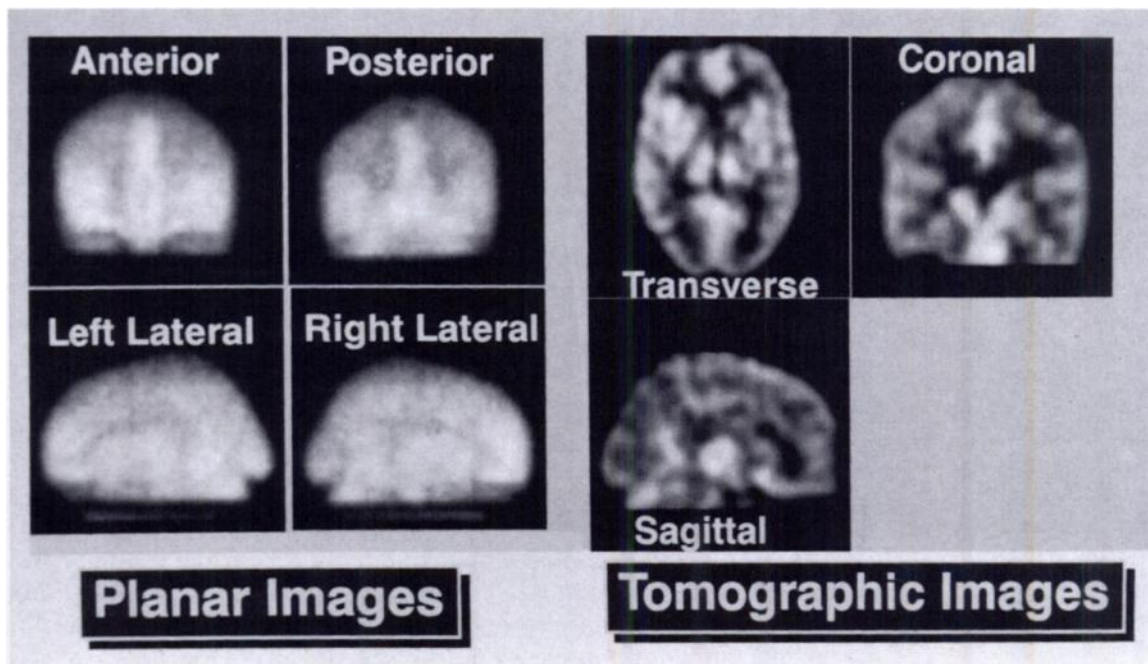 Anterior
Posterior
Left Lateral
Right Lateral
Planar Images
Transverse
Coronal
Sagittal
Tomographic Images